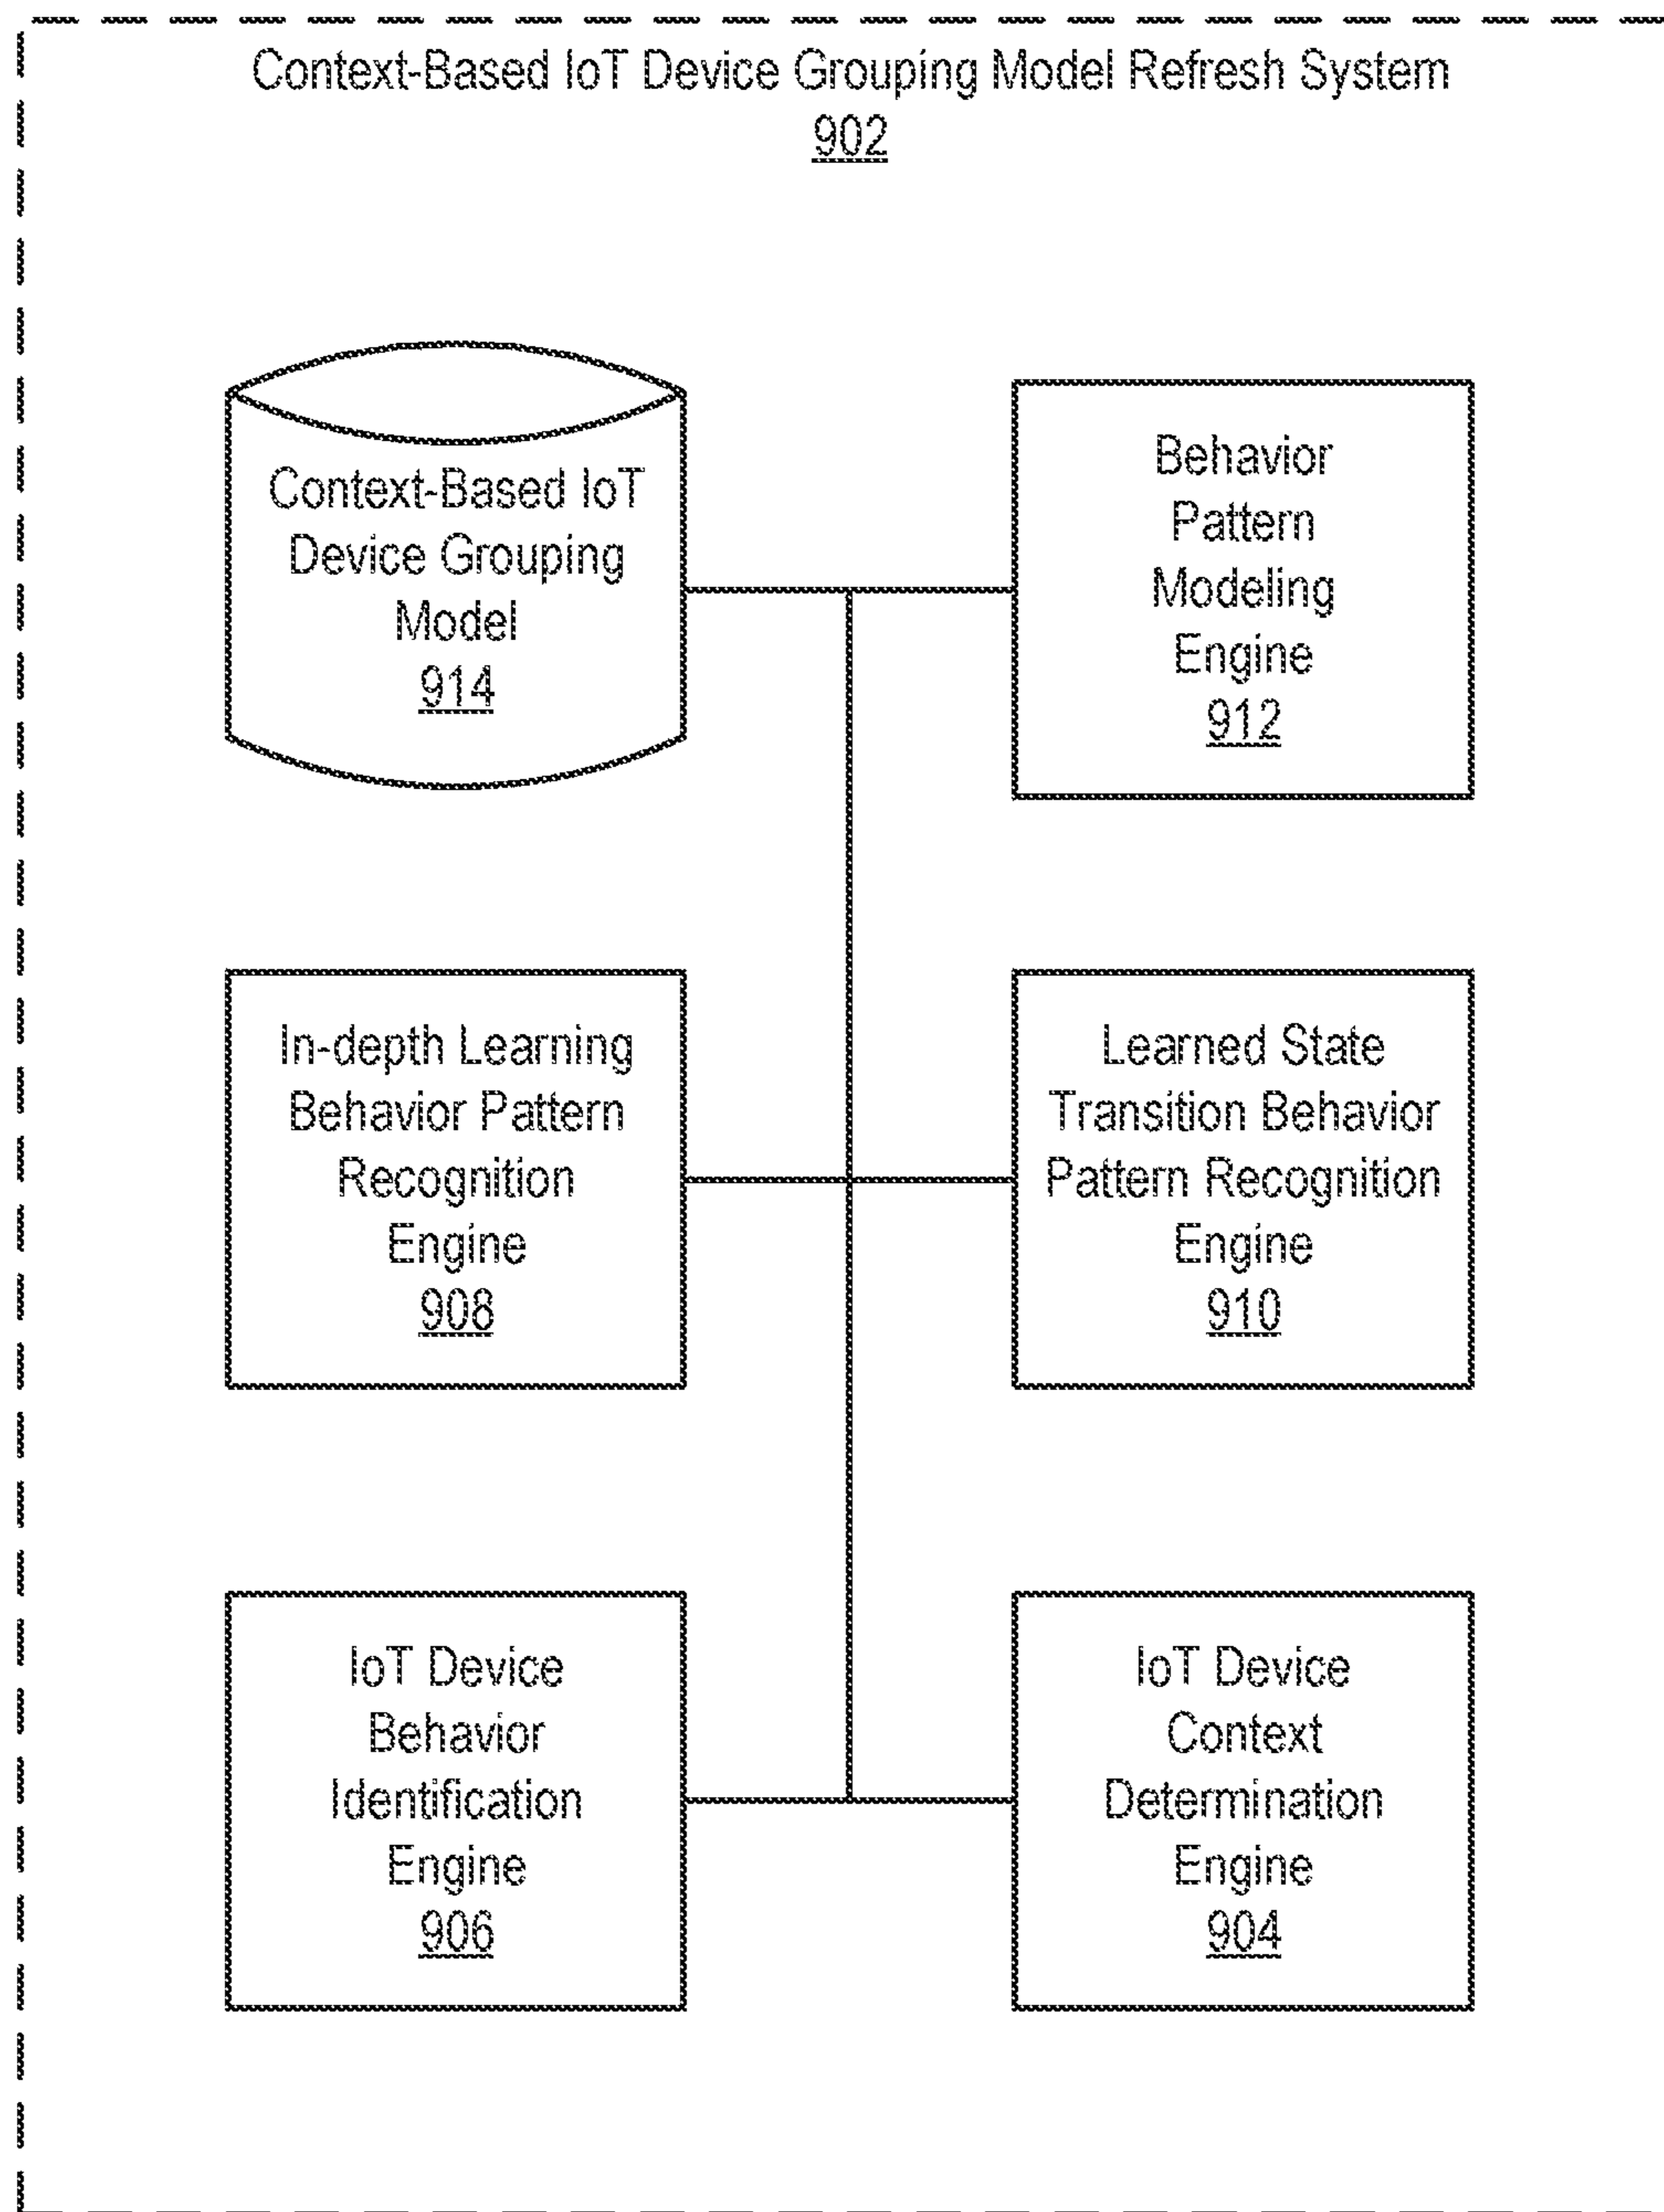 Context-Based IoT Device Grouping Model Refresh System
902
Context-Based IoT
Device Grouping
Model
914
Behavior
Pattern
Modeling
Engine
912
In-depth Learning
Behavior Pattern
Recognition
Engine
908
Learned State
Transition Behavior
Pattern Recognition
Engine
910
IoT Device
Behavior
Identification
Engine
906
IoT Device
Context
Determination
Engine
904